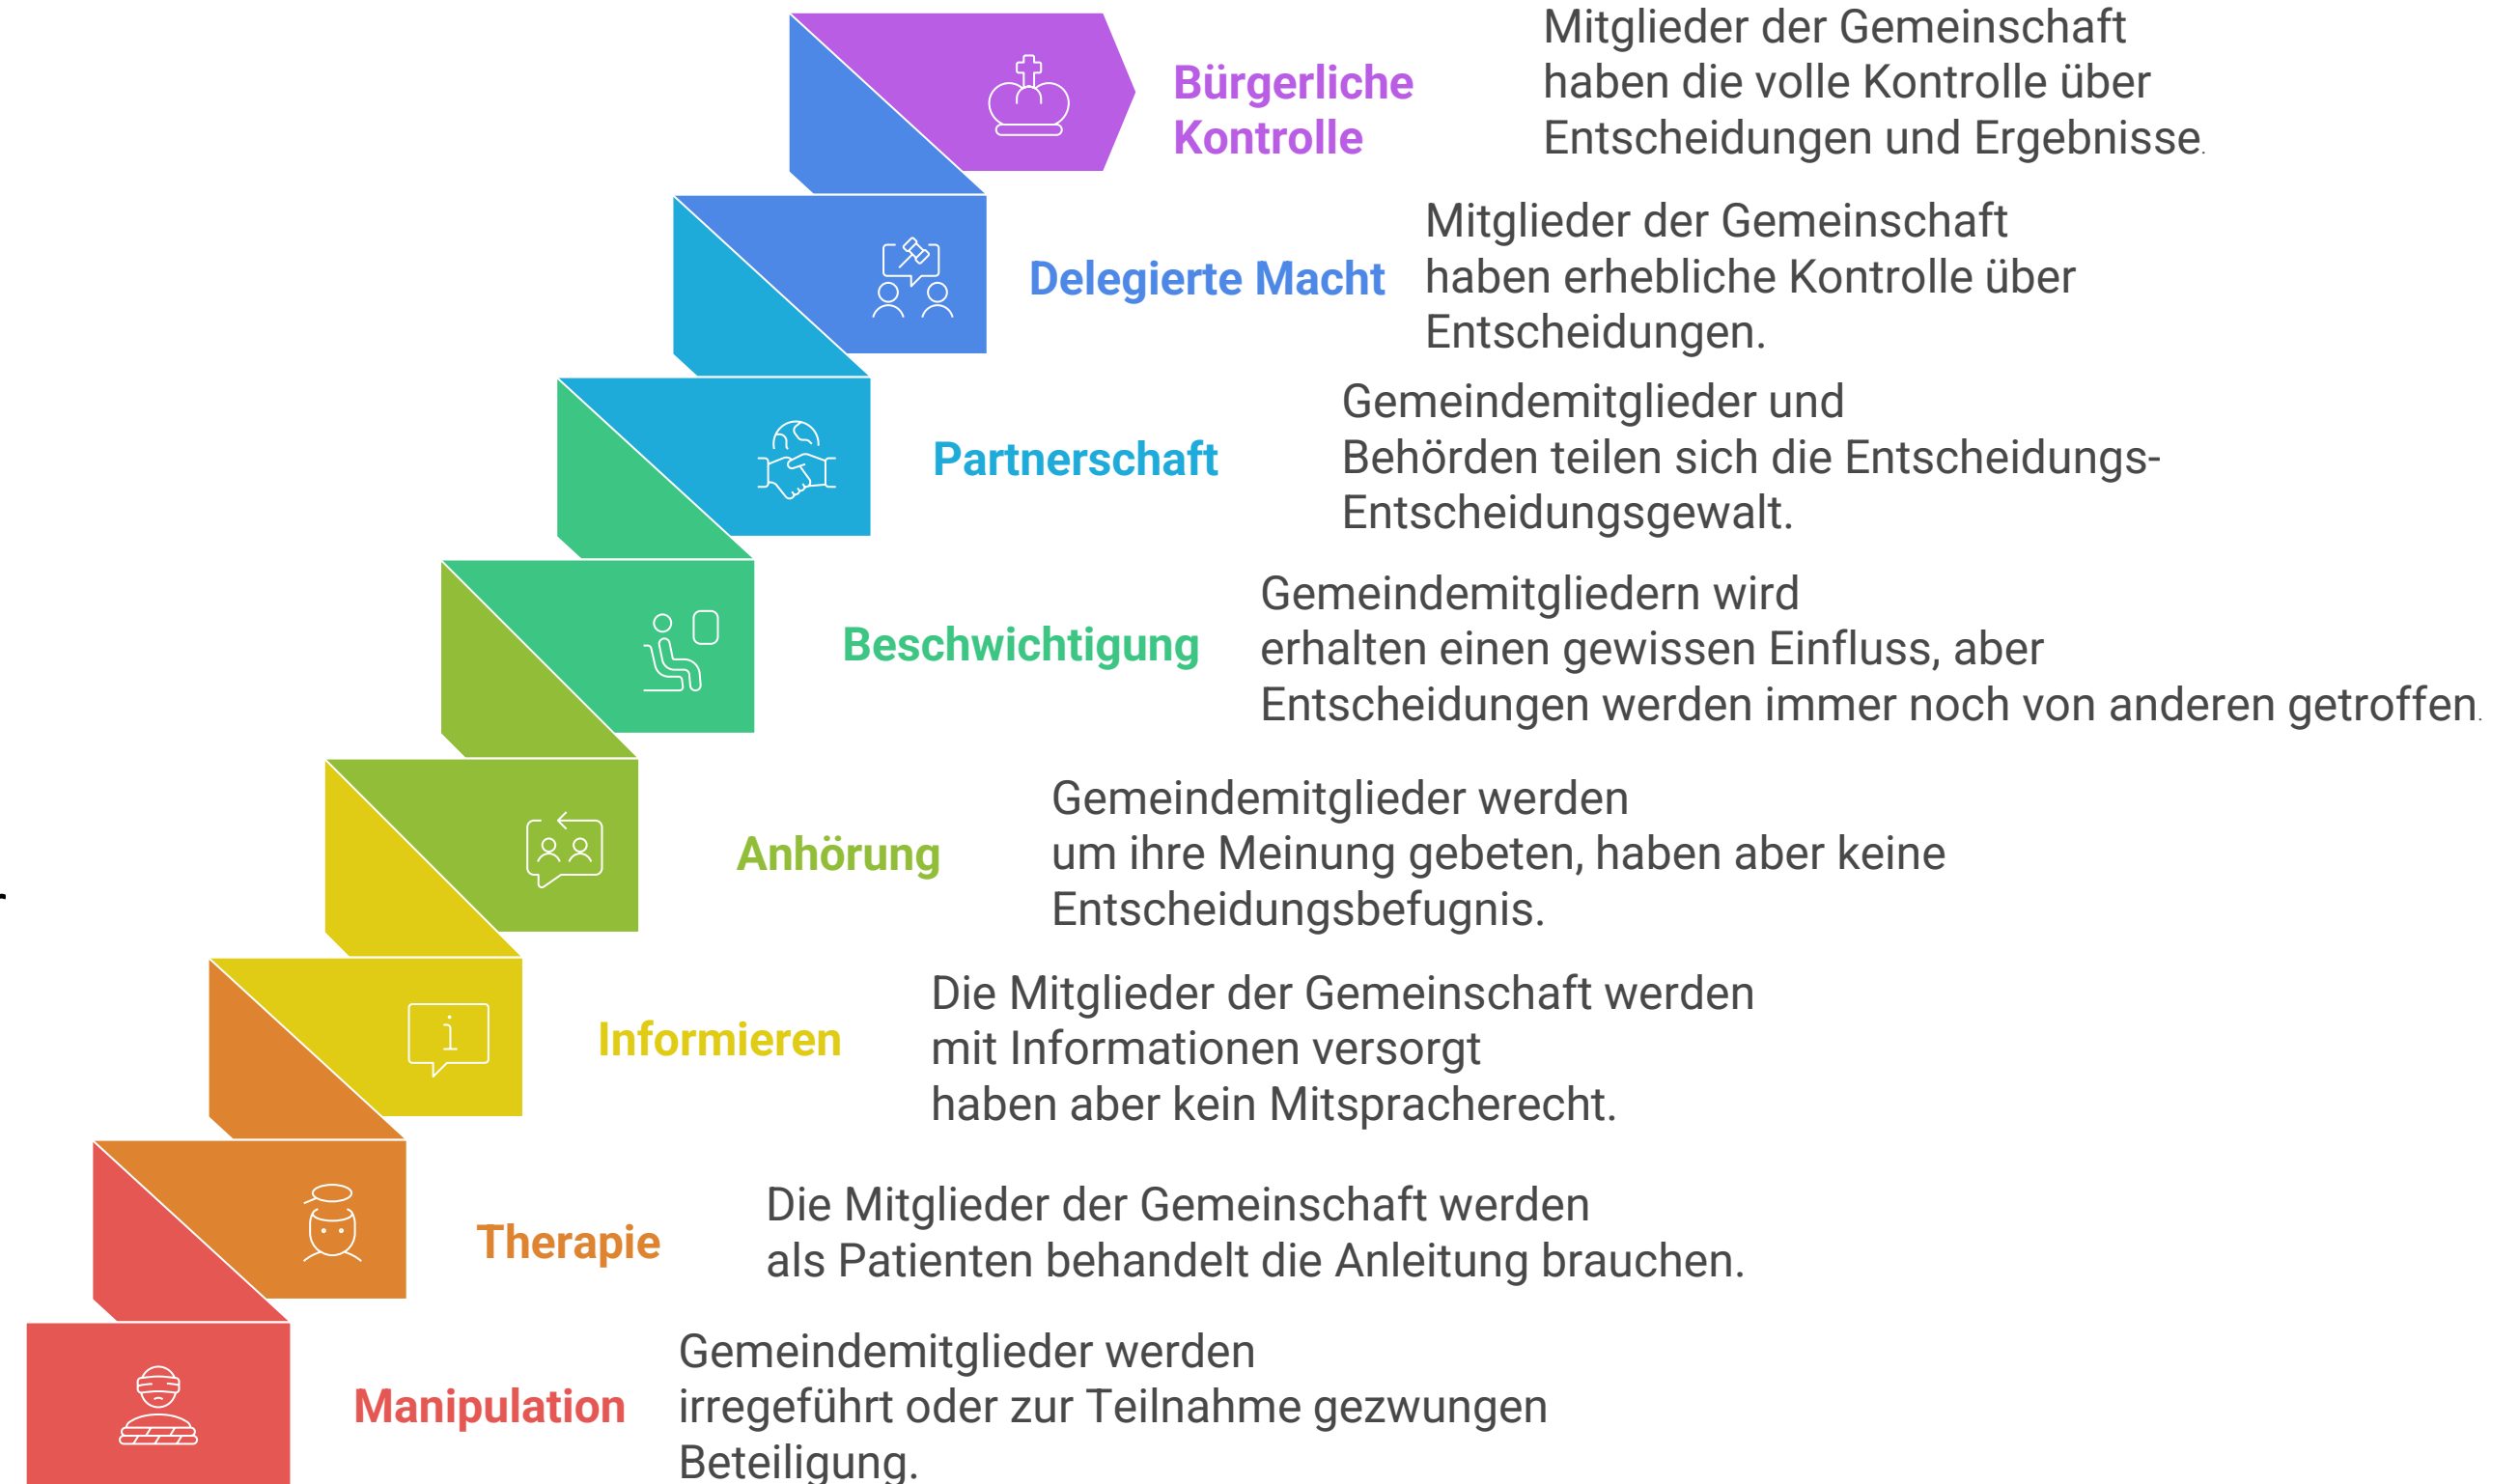 Bürgerliche
Kontrolle
Mitglieder der Gemeinschaft
haben die volle Kontrolle über
Entscheidungen und Ergebnisse.
Delegierte Macht
Mitglieder der Gemeinschaft
haben erhebliche Kontrolle über
Entscheidungen.
Partnerschaft
Gemeindemitglieder und
Behörden teilen sich die Entscheidungs-
Entscheidungsgewalt.
Beschwichtigung
Gemeindemitgliedern wird
erhalten einen gewissen Einfluss, aber
Entscheidungen werden immer noch von anderen getroffen.
Anhörung
Gemeindemitglieder werden
um ihre Meinung gebeten, haben aber keine
Entscheidungsbefugnis.
Informieren
Die Mitglieder der Gemeinschaft werden
mit Informationen versorgt
haben aber kein Mitspracherecht.
Therapie
Die Mitglieder der Gemeinschaft werden
als Patienten behandelt die Anleitung brauchen.
Manipulation
Gemeindemitglieder werden
irregeführt oder zur Teilnahme gezwungen
Beteiligung.